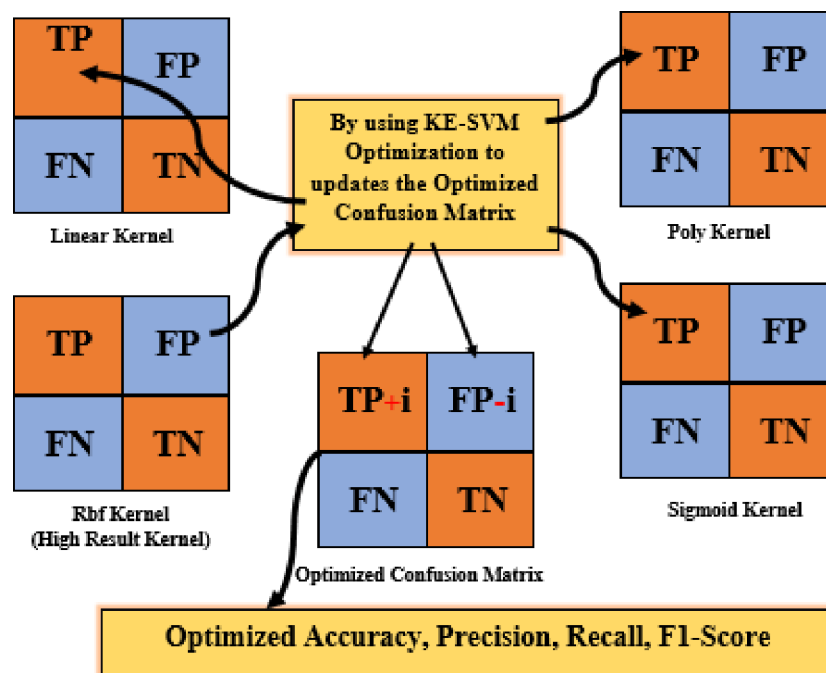 TP FP
FN TN
Linear Kernel
By using KE-SVM
Optimization to
updates the Optimized
Confusion Matrix
TP FP
FN TN
Poly Kernel
TP FP
FN TN
Rbf Kernel
(High Result Kernel)
TP+i FP-i
FN TN
Optimized Confusion Matrix
TP FP
FN TN
Sigmoid Kernel
Optimized Accuracy, Precision, Recall, F1-Score